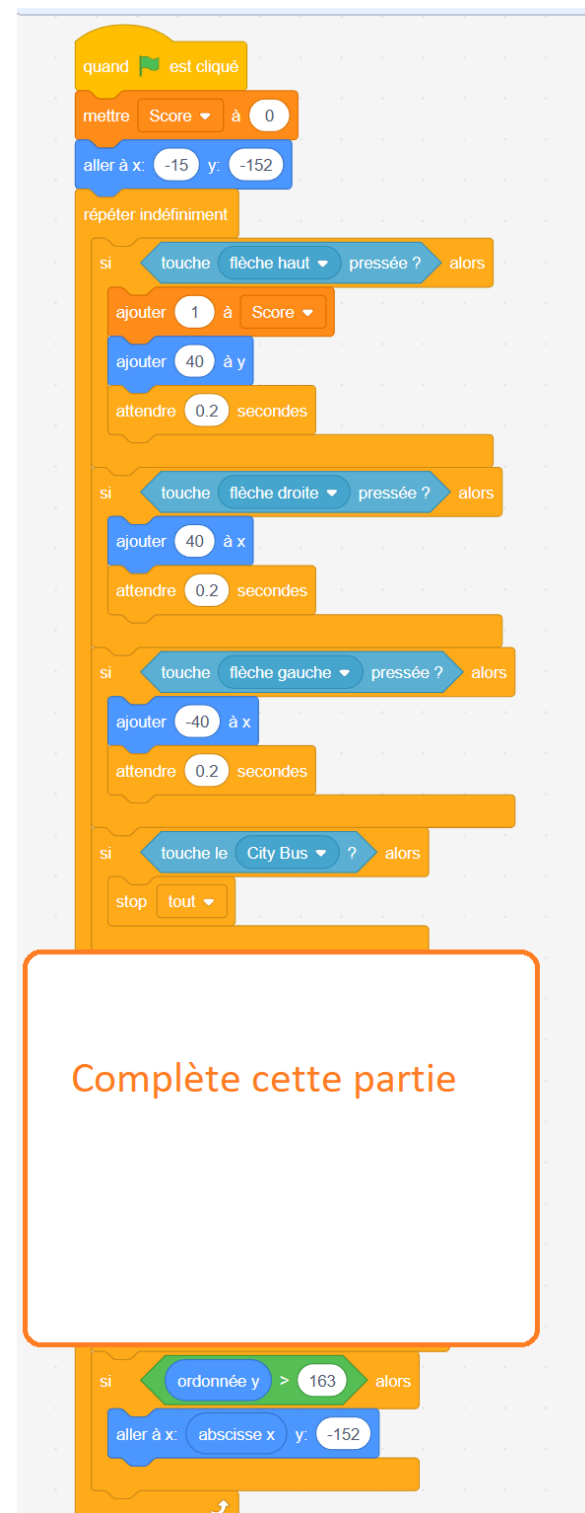 quand est cliqué
mettre Score à 0
aller à x: -15 y: -152
répéter indéfiniment
si touche flèche haut pressée ? alors
ajouter 1 à Score
ajouter 40 à y
attendre 0.2 secondes
si touche flèche droite pressée ? alors
ajouter 40 à x
attendre 0.2 secondes
si touche flèche gauche pressée ? alors
ajouter -40 à x
attendre 0.2 secondes
si touche le City Bus ? alors
stop tout
Complète cette partie
si ordonnée y > 163 alors
aller à x: abscisse x y: -152